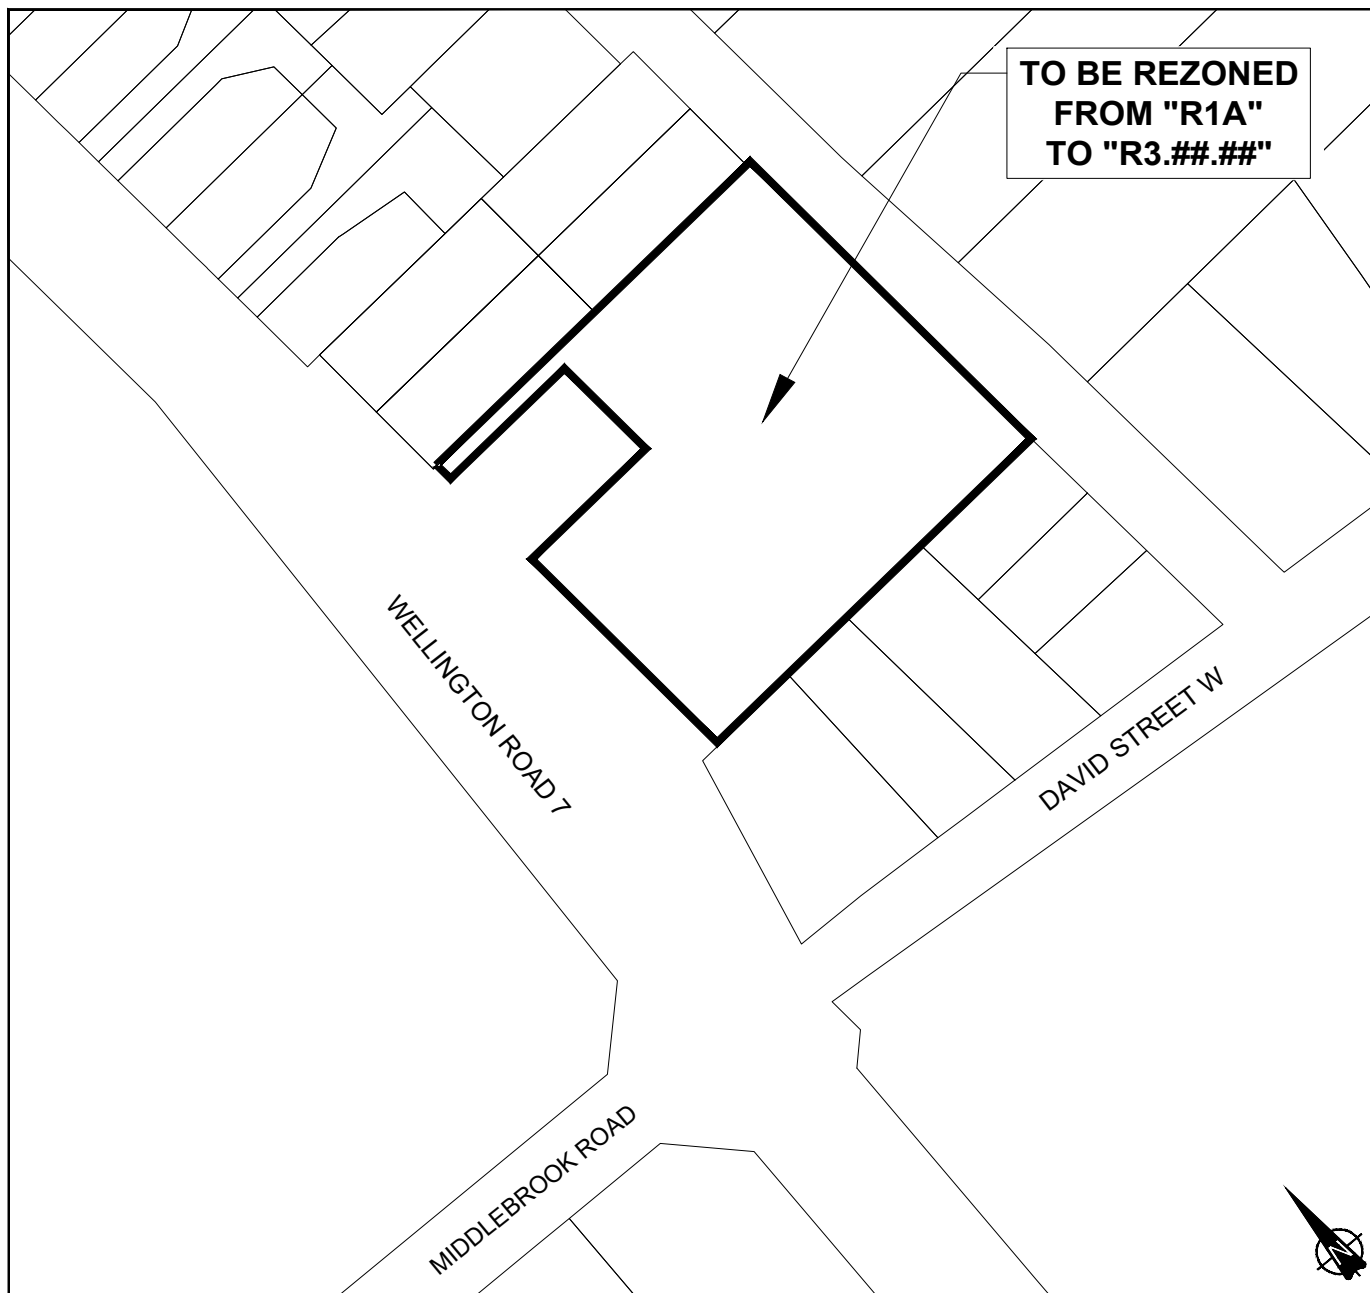 TO BE REZONED
FROM "R1A"
TO "R3.##.##"
WELLINGTON ROAD 7
DAVID STREET W
MIDDLEBROOK ROAD
N